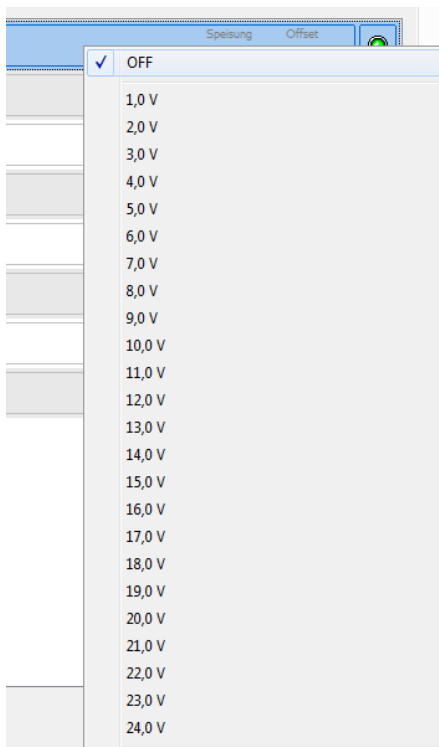 Speisung Offset
OFF
1,0 V
2,0 V
3,0 V
4,0 V
5,0 V
6,0 V
7,0 V
8,0 V
9,0 V
10,0 V
11,0 V
12,0 V
13,0 V
14,0 V
15,0 V
16,0 V
17,0 V
18,0 V
19,0 V
20,0 V
21,0 V
22,0 V
23,0 V
24,0 V